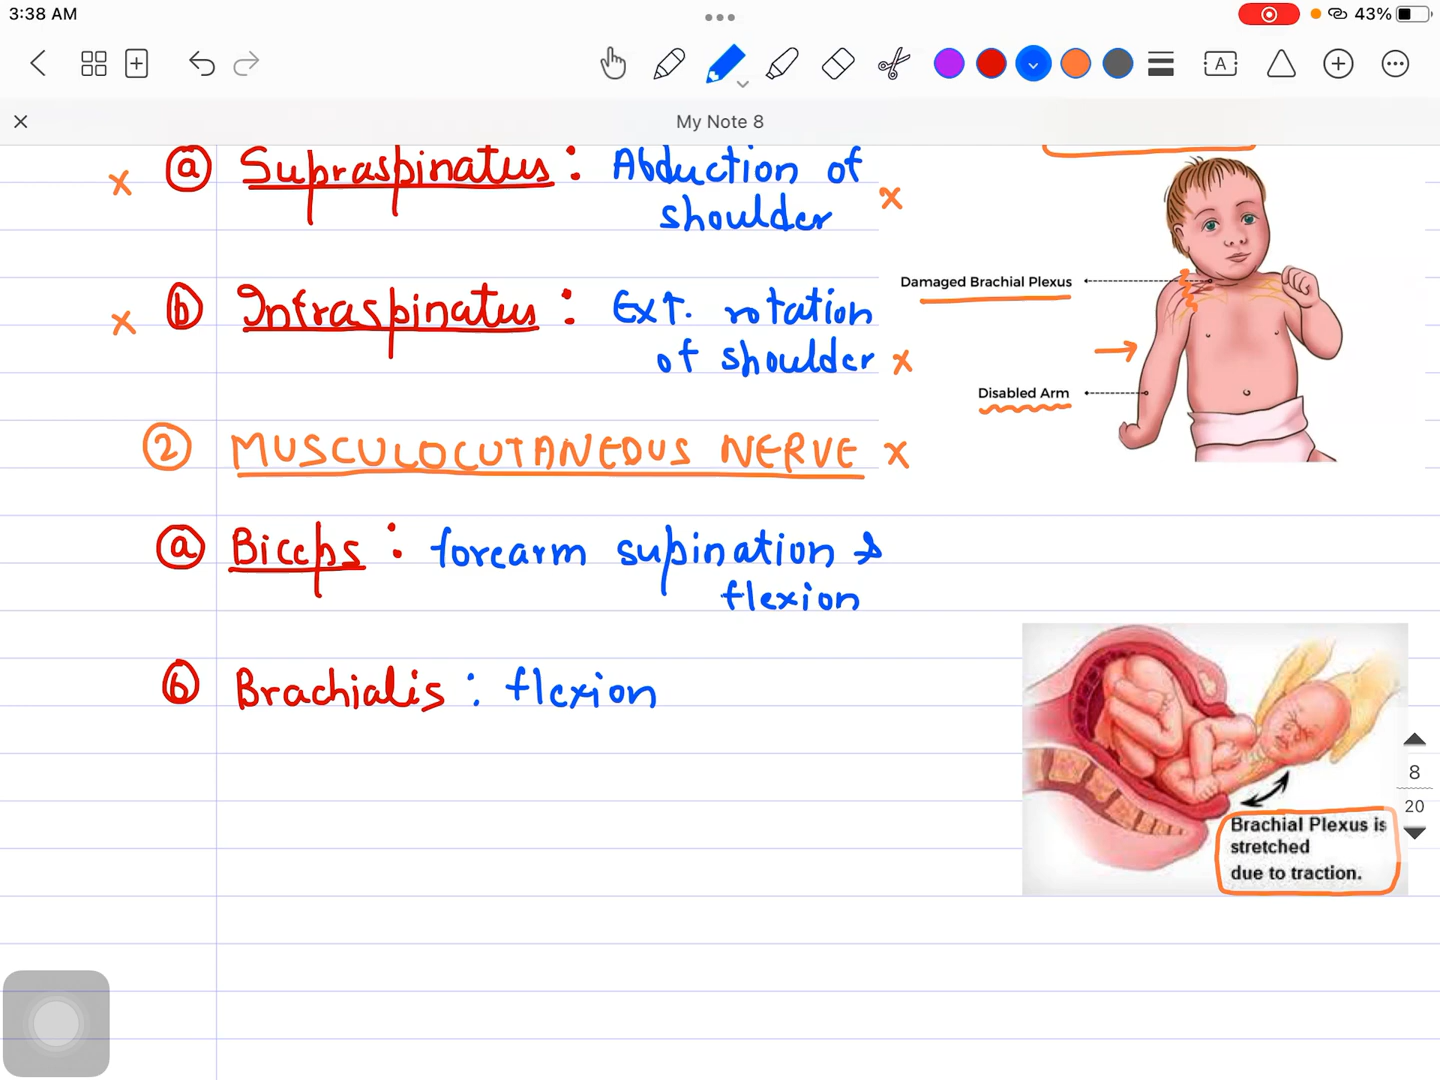 3:38 AM
43%
My Note 8
x ⓐ Supraspinatus : Abduction of
shoulder x
x ⓑ Infraspinatus : Ext. rotation
of shoulder x
② MUSCULOCUTANEOUS NERVE x
ⓐ Biceps : forearm supination &
flexion
ⓑ Brachialis : flexion
Damaged Brachial Plexus
Disabled Arm
Brachial Plexus is
stretched
due to traction.
8
20
A